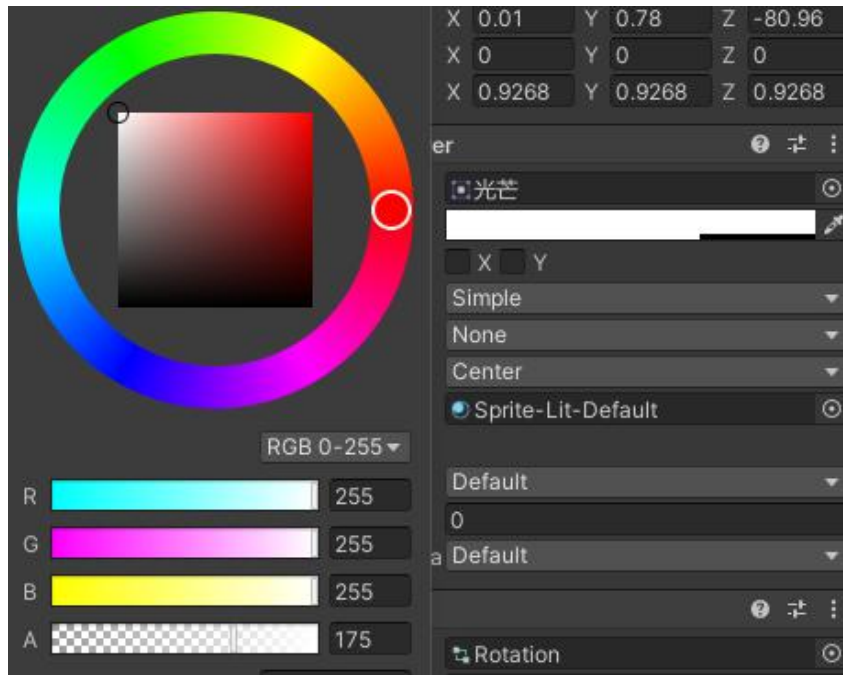 X 0.01 Y 0.78 Z -80.96
X 0 Y 0 Z 0
X 0.9268 Y 0.9268 Z 0.9268
er
光芒
X Y
Simple
None
Center
Sprite-Lit-Default
RGB 0-255
R 255
G 255
B 255
A 175
Default
0
a Default
Rotation